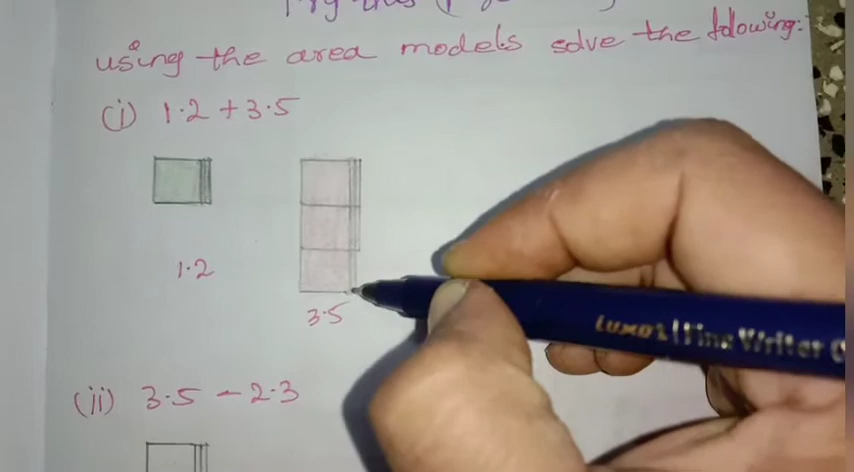 using the area models solve the folowing:
(i) 1.2 + 3.5
1.2
3.5
Luxor Fine Writer
(ii) 3.5 - 2.3